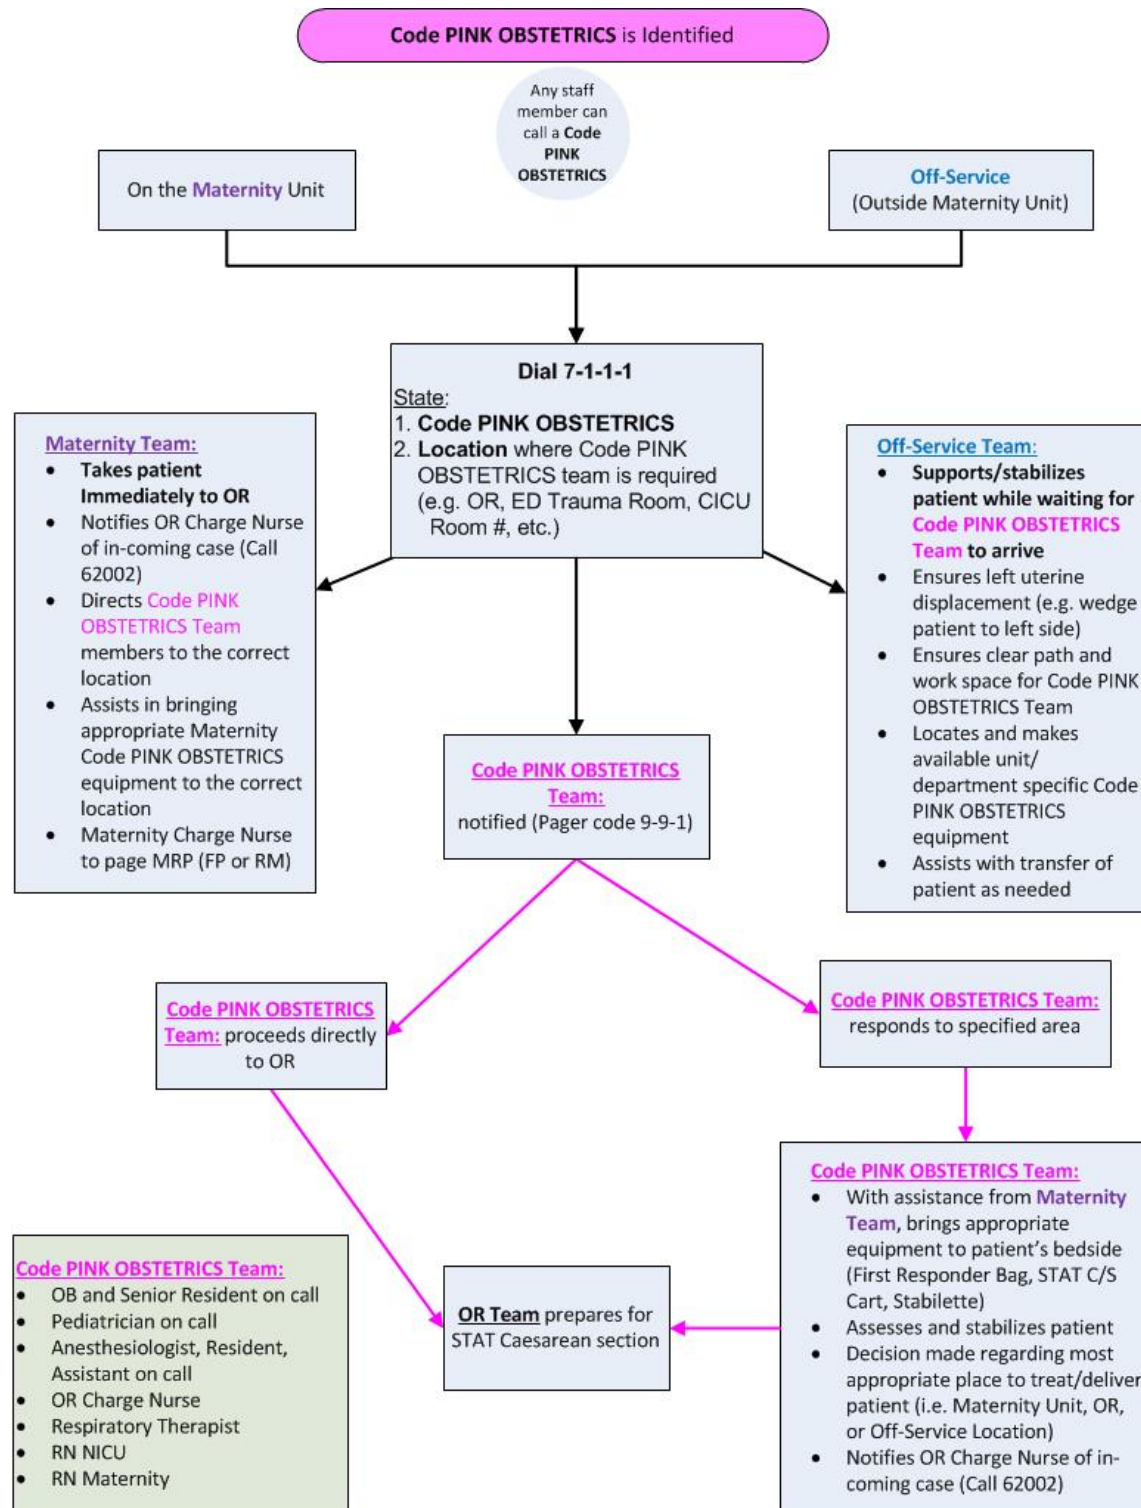 Code PINK OBSTETRICS is Identified
Any staff
member can
call a Code
PINK
OBSTETRICS
On the Maternity Unit
Off-Service
(Outside Maternity Unit)
Dial 7-1-1-1
State:
1. Code PINK OBSTETRICS
2. Location where Code PINK
OBSTETRICS team is required
(e.g. OR, ED Trauma Room, CICU
Room #, etc.)
Maternity Team:
• Takes patient
Immediately to OR
• Notifies OR Charge Nurse
of in-coming case (Call
62002)
• Directs Code PINK
OBSTETRICS Team
members to the correct
location
• Assists in bringing
appropriate Maternity
Code PINK OBSTETRICS
equipment to the correct
location
• Maternity Charge Nurse
to page MRP (FP or RM)
Off-Service Team:
• Supports/stabilizes
patient while waiting for
Code PINK OBSTETRICS
Team to arrive
• Ensures left uterine
displacement (e.g. wedge
patient to left side)
• Ensures clear path and
work space for Code PINK
OBSTETRICS Team
• Locates and makes
available unit/
department specific Code
PINK OBSTETRICS
equipment
• Assists with transfer of
patient as needed
Code PINK OBSTETRICS
Team:
notified (Pager code 9-9-1)
Code PINK OBSTETRICS
Team: proceeds directly
to OR
Code PINK OBSTETRICS Team:
responds to specified area
Code PINK OBSTETRICS Team:
• With assistance from Maternity
Team, brings appropriate
equipment to patient's bedside
(First Responder Bag, STAT C/S
Cart, Stabilette)
• Assesses and stabilizes patient
• Decision made regarding most
appropriate place to treat/deliver
patient (i.e. Maternity Unit, OR,
or Off-Service Location)
• Notifies OR Charge Nurse of in-
coming case (Call 62002)
OR Team prepares for
STAT Caesarean section
Code PINK OBSTETRICS Team:
• OB and Senior Resident on call
• Pediatrician on call
• Anesthesiologist, Resident,
Assistant on call
• OR Charge Nurse
• Respiratory Therapist
• RN NICU
• RN Maternity